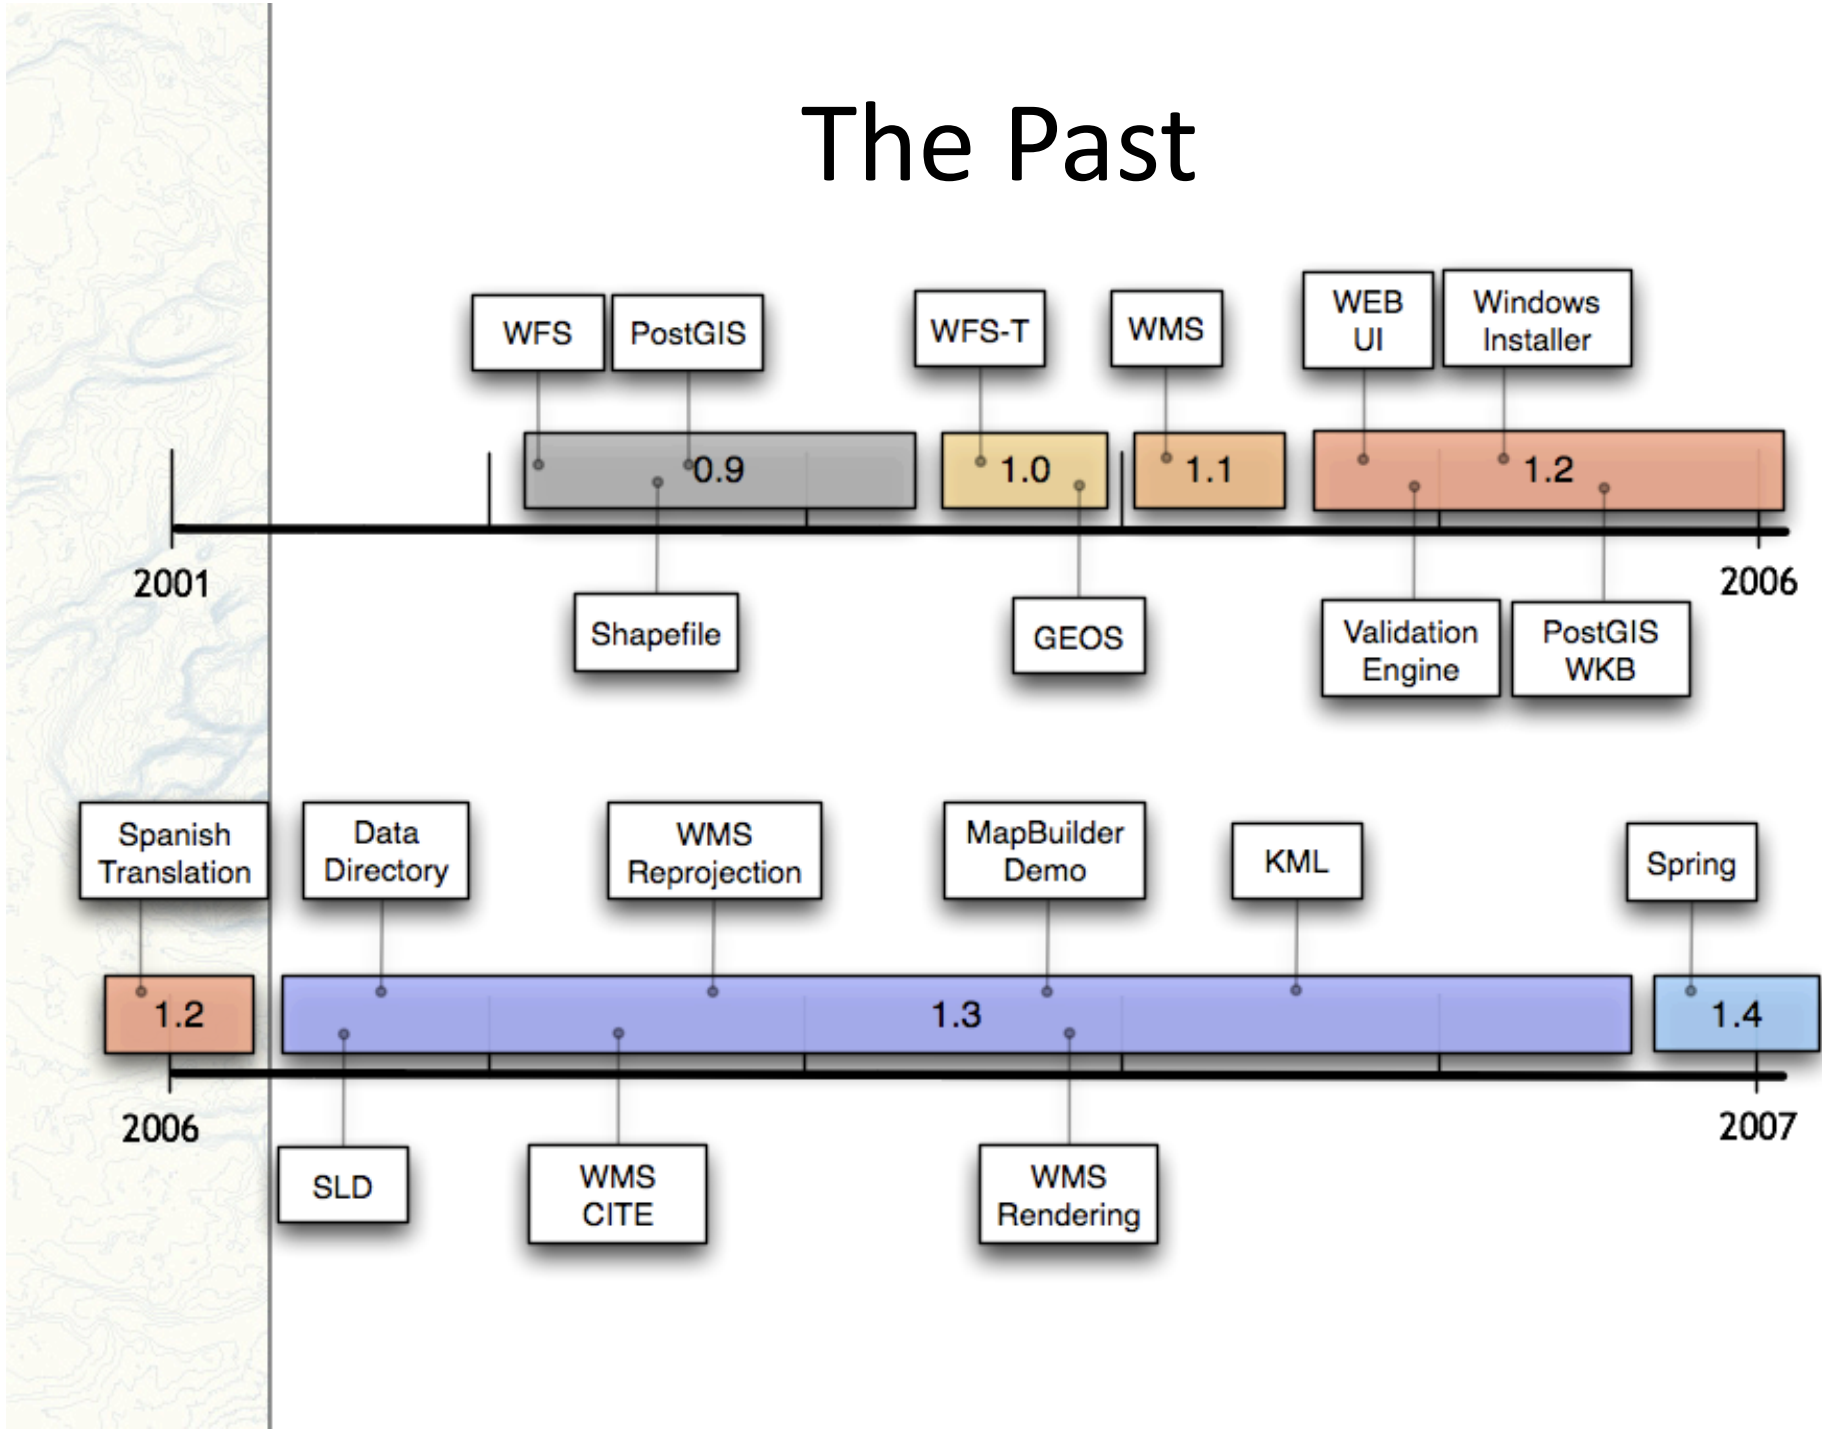 The Past
WFS
PostGIS
WFS-T
WMS
WEB
UI
Windows
Installer
0.9
1.0
1.1
1.2
2001
2006
Shapefile
GEOS
Validation
Engine
PostGIS
WKB
Spanish
Translation
Data
Directory
WMS
Reprojection
MapBuilder
Demo
KML
Spring
1.2
1.3
1.4
2006
2007
SLD
WMS
CITE
WMS
Rendering